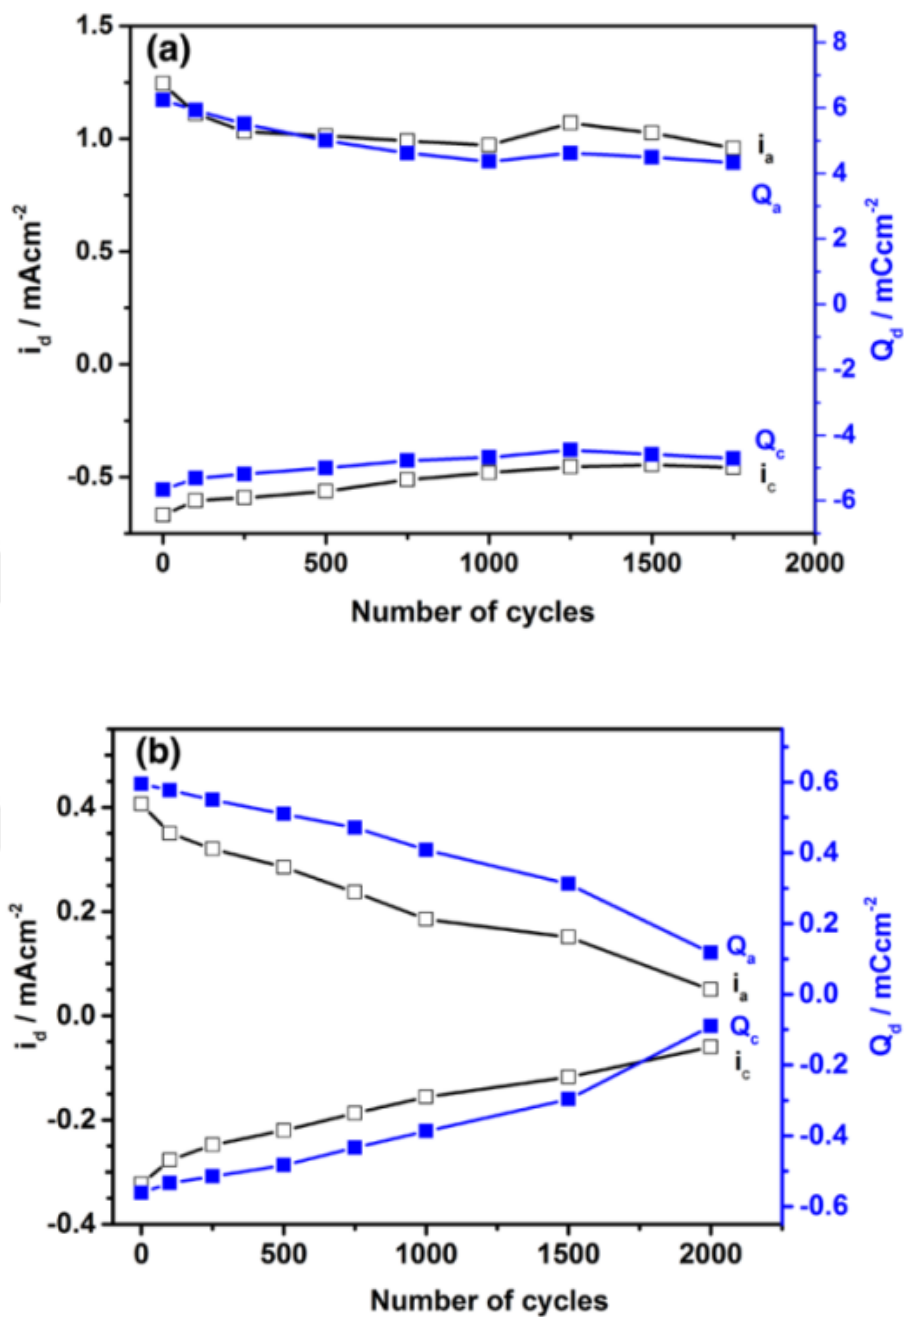 (a)
1.5
1.0
0.5
0.0
-0.5
i_d / mAcm^-2
8
6
4
2
0
-2
-4
-6
Q_d / mCcm^-2
i_a
Q_a
Q_c
i_c
0 500 1000 1500 2000
Number of cycles
(b)
0.4
0.2
0.0
-0.2
-0.4
i_d / mAcm^-2
0.6
0.4
0.2
0.0
-0.2
-0.4
-0.6
Q_d / mCcm^-2
Q_a
i_a
Q_c
i_c
0 500 1000 1500 2000
Number of cycles